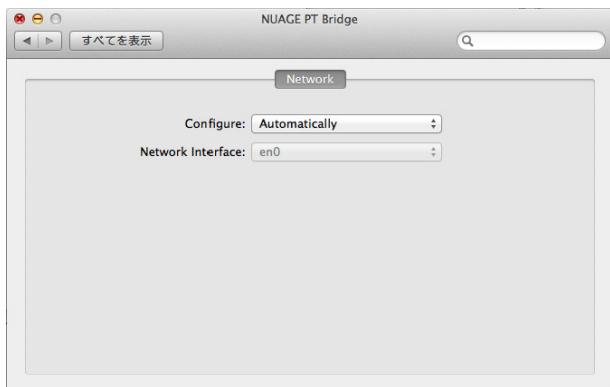 NUAGE PT Bridge
すべてを表示
Network
Configure: Automatically
Network Interface: en0